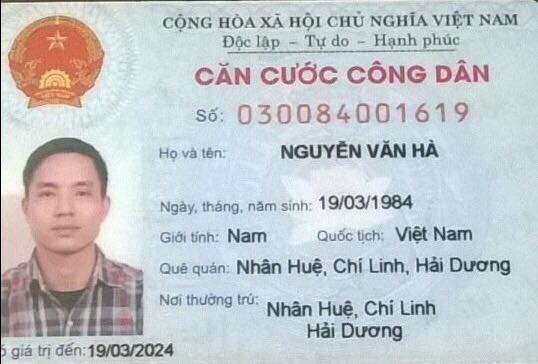 CỘNG HÒA XÃ HỘI CHỦ NGHĨA VIỆT NAM
Độc lập – Tự do – Hạnh phúc
CĂN CƯỚC CÔNG DÂN
Số: 030084001619
Họ và tên: NGUYỄN VĂN HÀ
Ngày, tháng, năm sinh: 19/03/1984
Giới tính: Nam Quốc tịch: Việt Nam
Quê quán: Nhân Huệ, Chí Linh, Hải Dương
Nơi thường trú: Nhân Huệ, Chí Linh
Hải Dương
ó giá trị đến: 19/03/2024